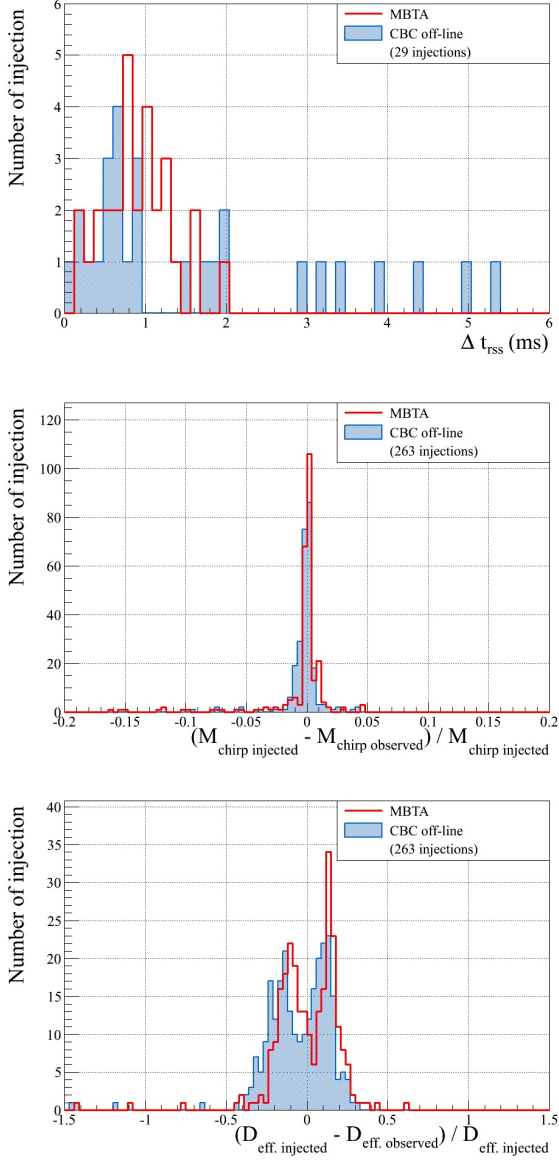 Number of injection
6
5
4
3
2
1
0
MBTA
CBC off-line
(29 injections)
0 1 2 3 4 5 6
Δ t_rss (ms)
Number of injection
120
100
80
60
40
20
0
MBTA
CBC off-line
(263 injections)
-0.2 -0.15 -0.1 -0.05 0 0.05 0.1 0.15 0.2
(M_chirp injected - M_chirp observed) / M_chirp injected
Number of injection
40
35
30
25
20
15
10
5
0
MBTA
CBC off-line
(263 injections)
-1.5 -1 -0.5 0 0.5 1 1.5
(D_eff. injected - D_eff. observed) / D_eff. injected